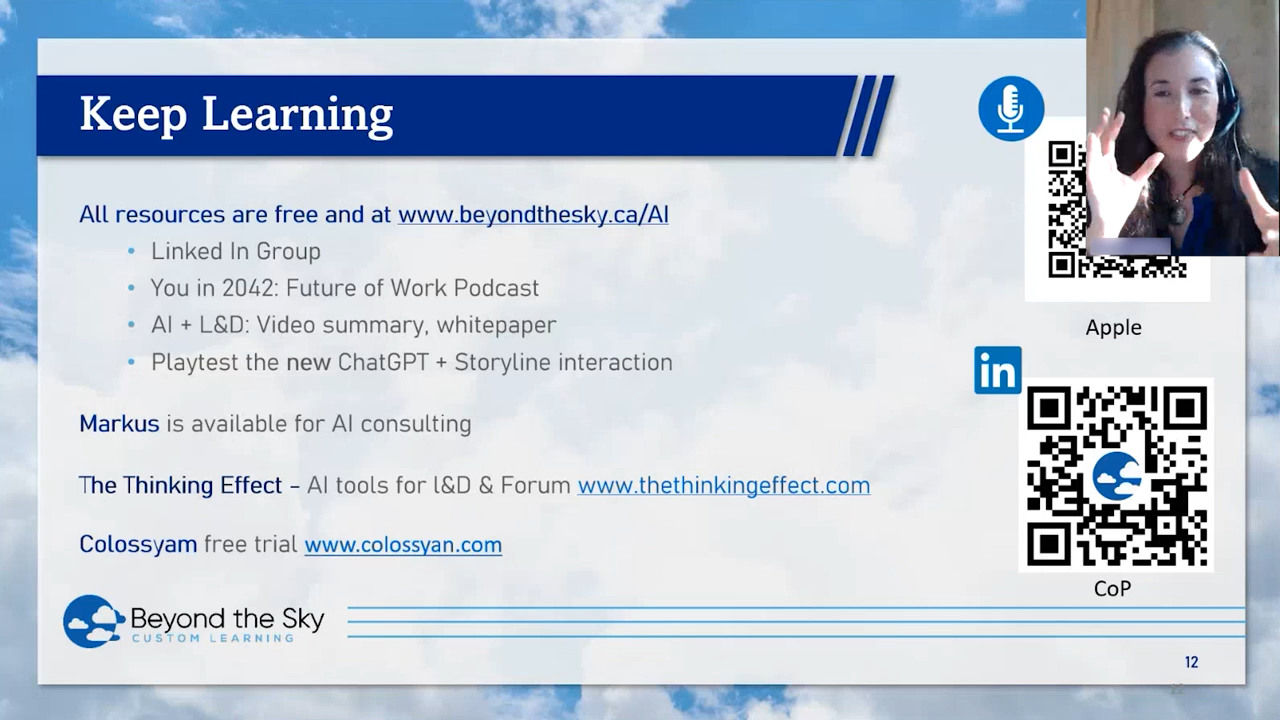 Keep Learning
All resources are free and at www.beyondthesky.ca/AI
• Linked In Group
• You in 2042: Future of Work Podcast
• AI + L&D: Video summary, whitepaper
• Playtest the new ChatGPT + Storyline interaction
Markus is available for AI consulting
The Thinking Effect – AI tools for l&D & Forum www.thethinkingeffect.com
Colossyam free trial www.colossyan.com
Apple
in
CoP
Beyond the Sky
CUSTOM LEARNING
12